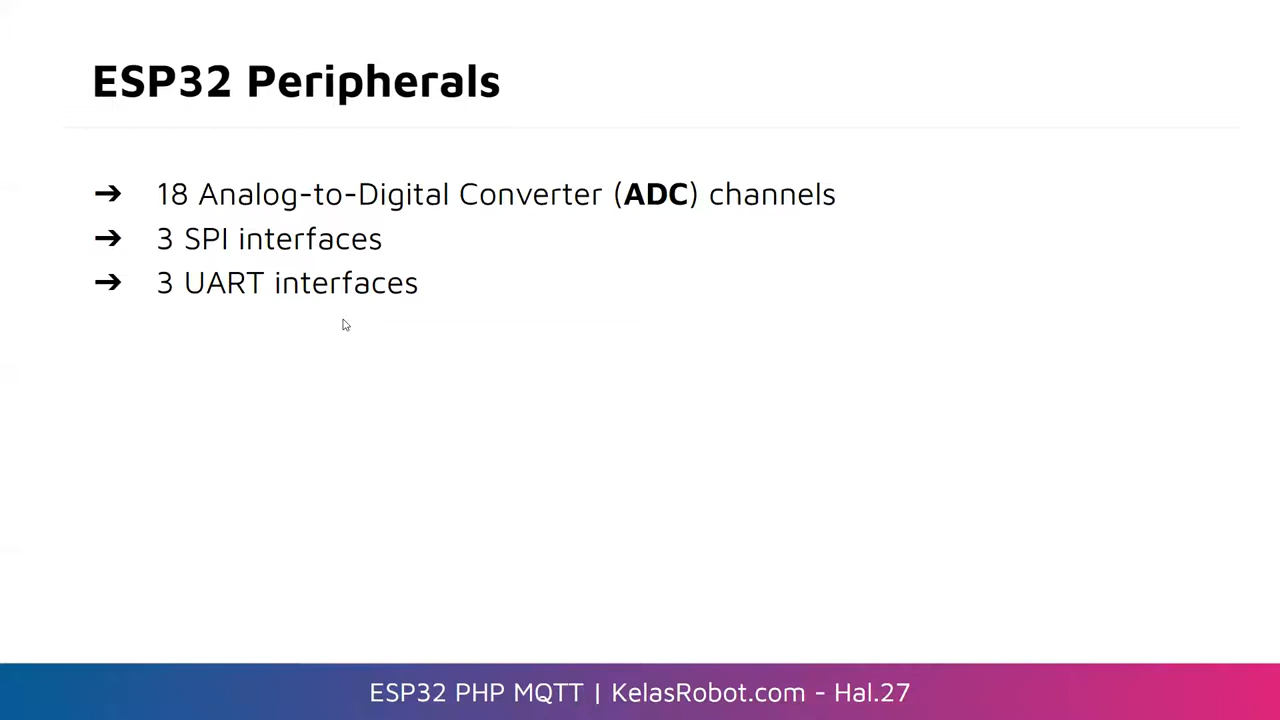 ESP32 Peripherals
➔ 18 Analog-to-Digital Converter (ADC) channels
➔ 3 SPI interfaces
➔ 3 UART interfaces
ESP32 PHP MQTT | KelasRobot.com - Hal.27